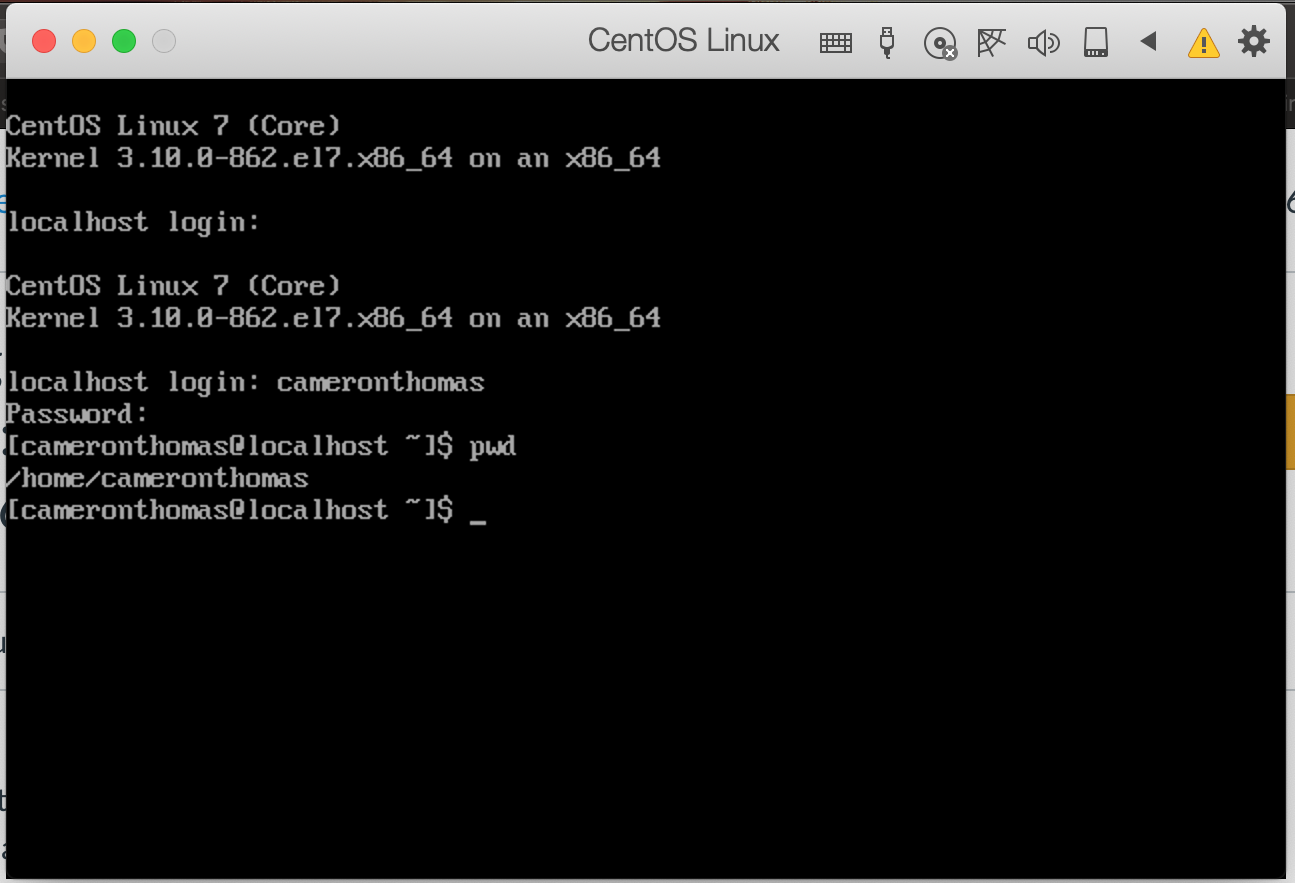 CentOS Linux
CentOS Linux 7 (Core)
Kernel 3.10.0-862.el7.x86_64 on an x86_64
localhost login:
CentOS Linux 7 (Core)
Kernel 3.10.0-862.el7.x86_64 on an x86_64
localhost login: cameronthomas
Password:
[cameronthomas@localhost ~]$ pwd
/home/cameronthomas
[cameronthomas@localhost ~]$ _